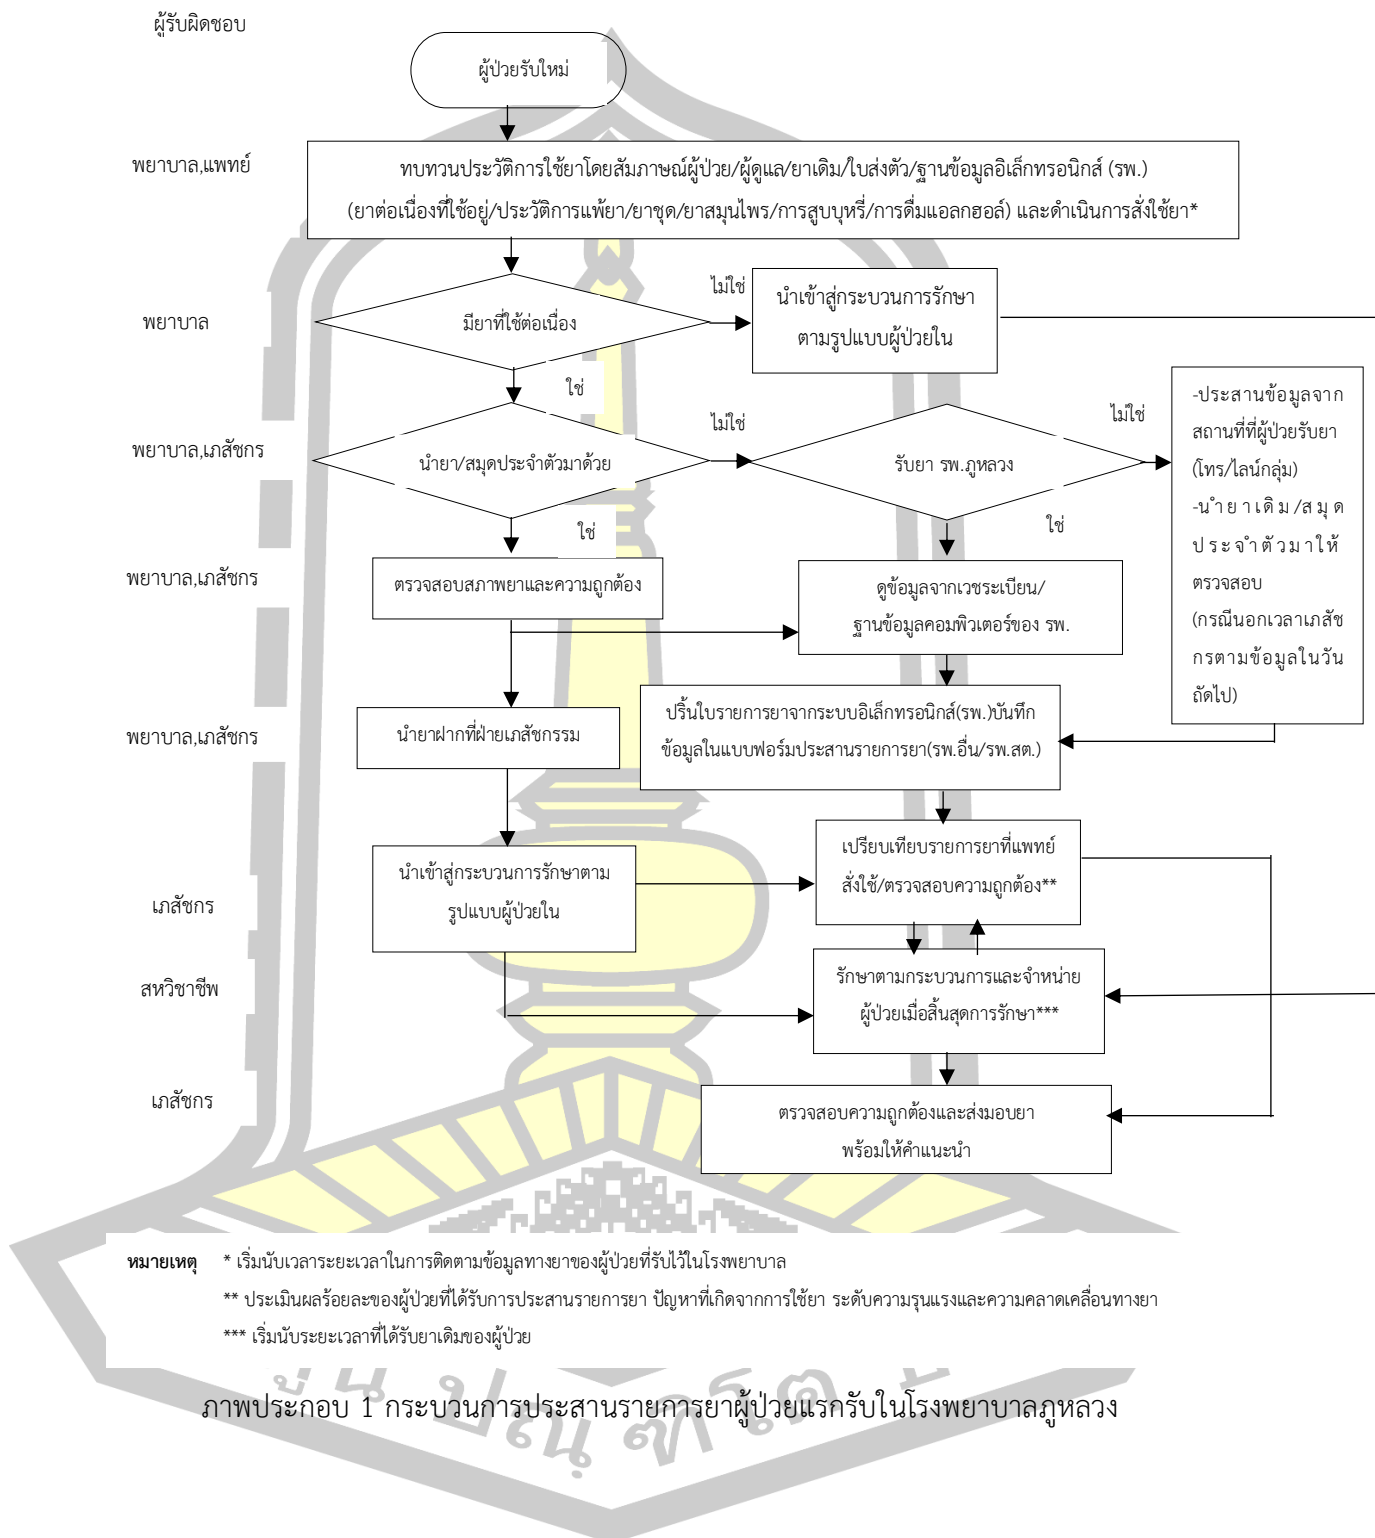 ผู้รับผิดชอบ
ผู้ป่วยรับใหม่
พยาบาล,แพทย์
ทบทวนประวัติการใช้ยาโดยสัมภาษณ์ผู้ป่วย/ผู้ดูแล/ยาเดิม/ใบส่งตัว/ฐานข้อมูลอิเล็กทรอนิกส์ (รพ.)
(ยาต่อเนื่องที่ใช้อยู่/ประวัติการแพ้ยา/ยาชุด/ยาสมุนไพร/การสูบบุหรี่/การดื่มแอลกฮอล์) และดำเนินการสั่งใช้ยา*
พยาบาล
มียาที่ใช้ต่อเนื่อง
ไม่ใช่
นำเข้าสู่กระบวนการรักษา
ตามรูปแบบผู้ป่วยใน
ใช่
พยาบาล,เภสัชกร
นำยา/สมุดประจำตัวมาด้วย
ไม่ใช่
รับยา รพ.ภูหลวง
ไม่ใช่
-ประสานข้อมูลจาก
สถานที่ที่ผู้ป่วยรับยา
(โทร/ไลน์กลุ่ม)
-นำยาเดิม/สมุด
ประจำตัวมาให้
ตรวจสอบ
(กรณีนอกเวลาเภสัช
กรตามข้อมูลในวัน
ถัดไป)
ใช่
ใช่
พยาบาล,เภสัชกร
ตรวจสอบสภาพยาและความถูกต้อง
ดูข้อมูลจากเวชระเบียน/
ฐานข้อมูลคอมพิวเตอร์ของ รพ.
พยาบาล,เภสัชกร
นำยาฝากที่ฝ่ายเภสัชกรรม
ปริ้นใบรายการยาจากระบบอิเล็กทรอนิกส์(รพ.)บันทึก
ข้อมูลในแบบฟอร์มประสานรายการยา(รพ.อื่น/รพ.สต.)
เภสัชกร
นำเข้าสู่กระบวนการรักษาตาม
รูปแบบผู้ป่วยใน
เปรียบเทียบรายการยาที่แพทย์
สั่งใช้/ตรวจสอบความถูกต้อง**
สหวิชาชีพ
รักษาตามกระบวนการและจำหน่าย
ผู้ป่วยเมื่อสิ้นสุดการรักษา***
เภสัชกร
ตรวจสอบความถูกต้องและส่งมอบยา
พร้อมให้คำแนะนำ
หมายเหตุ * เริ่มนับเวลาระยะเวลาในการติดตามข้อมูลทางยาของผู้ป่วยที่รับไว้ในโรงพยาบาล
** ประเมินผลร้อยละของผู้ป่วยที่ได้รับการประสานรายการยา ปัญหาที่เกิดจากการใช้ยา ระดับความรุนแรงและความคลาดเคลื่อนทางยา
*** เริ่มนับระยะเวลาที่ได้รับยาเดิมของผู้ป่วย
ภาพประกอบ 1 กระบวนการประสานรายการยาผู้ป่วยแรกรับในโรงพยาบาลภูหลวง